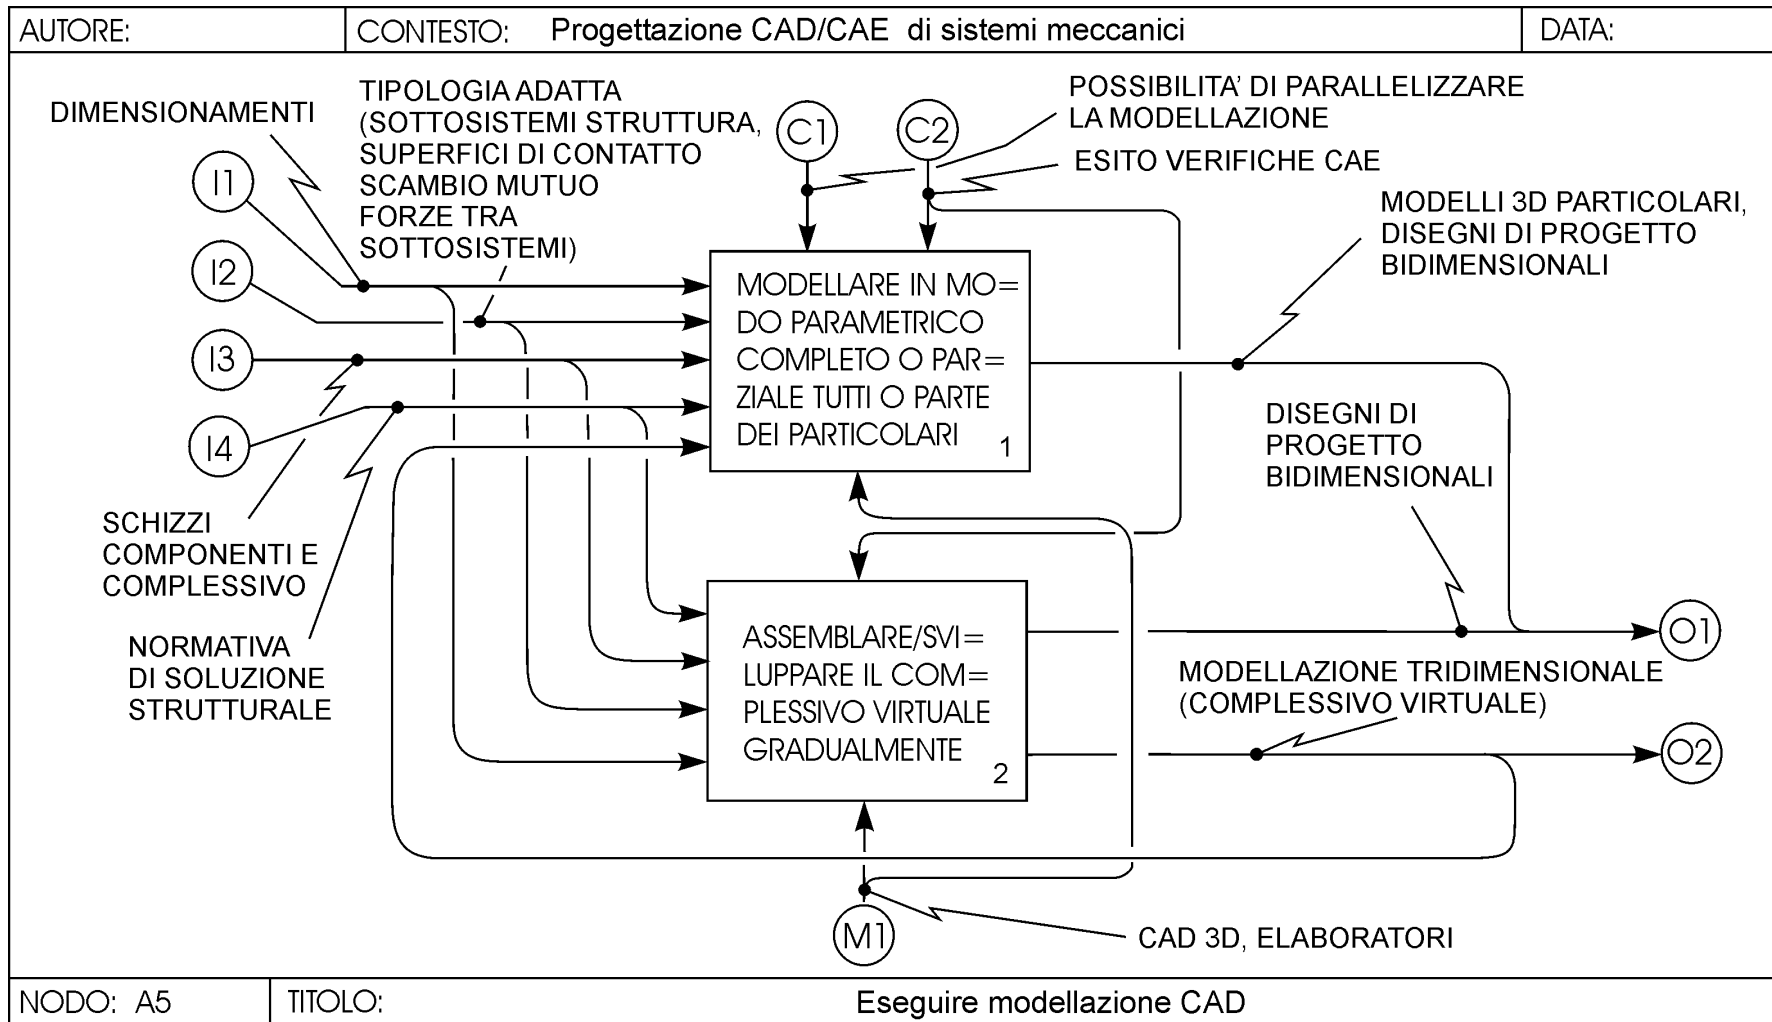 AUTORE:
CONTESTO: Progettazione CAD/CAE di sistemi meccanici
DATA:
DIMENSIONAMENTI
TIPOLOGIA ADATTA
(SOTTOSISTEMI STRUTTURA,
SUPERFICI DI CONTATTO
SCAMBIO MUTUO
FORZE TRA
SOTTOSISTEMI)
C1
C2
POSSIBILITA’ DI PARALLELIZZARE
LA MODELLAZIONE
ESITO VERIFICHE CAE
MODELLI 3D PARTICOLARI,
DISEGNI DI PROGETTO
BIDIMENSIONALI
I1
I2
I3
I4
MODELLARE IN MO=
DO PARAMETRICO
COMPLETO O PAR=
ZIALE TUTTI O PARTE
DEI PARTICOLARI
1
DISEGNI DI
PROGETTO
BIDIMENSIONALI
SCHIZZI
COMPONENTI E
COMPLESSIVO
NORMATIVA
DI SOLUZIONE
STRUTTURALE
ASSEMBLARE/SVI=
LUPPARE IL COM=
PLESSIVO VIRTUALE
GRADUALMENTE
2
O1
MODELLAZIONE TRIDIMENSIONALE
(COMPLESSIVO VIRTUALE)
O2
M1
CAD 3D, ELABORATORI
NODO: A5
TITOLO: Eseguire modellazione CAD